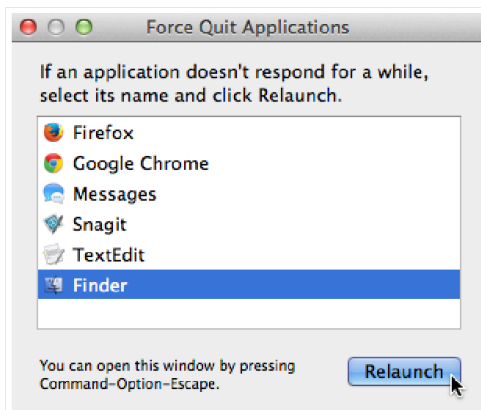 Force Quit Applications
If an application doesn't respond for a while,
select its name and click Relaunch.
Firefox
Google Chrome
Messages
Snagit
TextEdit
Finder
You can open this window by pressing
Command-Option-Escape.
Relaunch